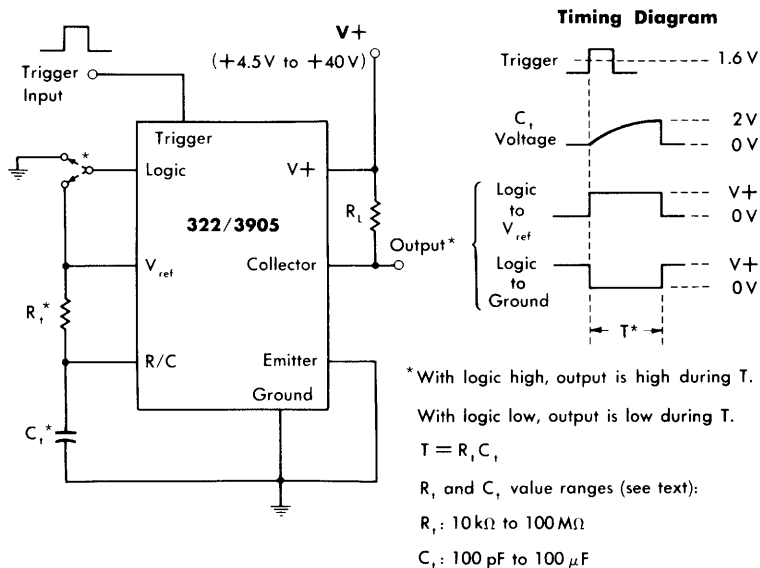 Timing Diagram
V+
(+4.5V to +40V)
Trigger
Input
Trigger
Logic
*
V+
322/3905
R_L
V_ref
Collector
Output*
R_t*
R/C
Emitter
Ground
C_t*
Trigger
1.6 V
C_t
Voltage
2 V
0 V
Logic
to
V_ref
V+
0 V
Logic
to
Ground
V+
0 V
T*
*With logic high, output is high during T.
With logic low, output is low during T.
T = R_t C_t
R_t and C_t value ranges (see text):
R_t: 10 kΩ to 100 MΩ
C_t: 100 pF to 100 μF